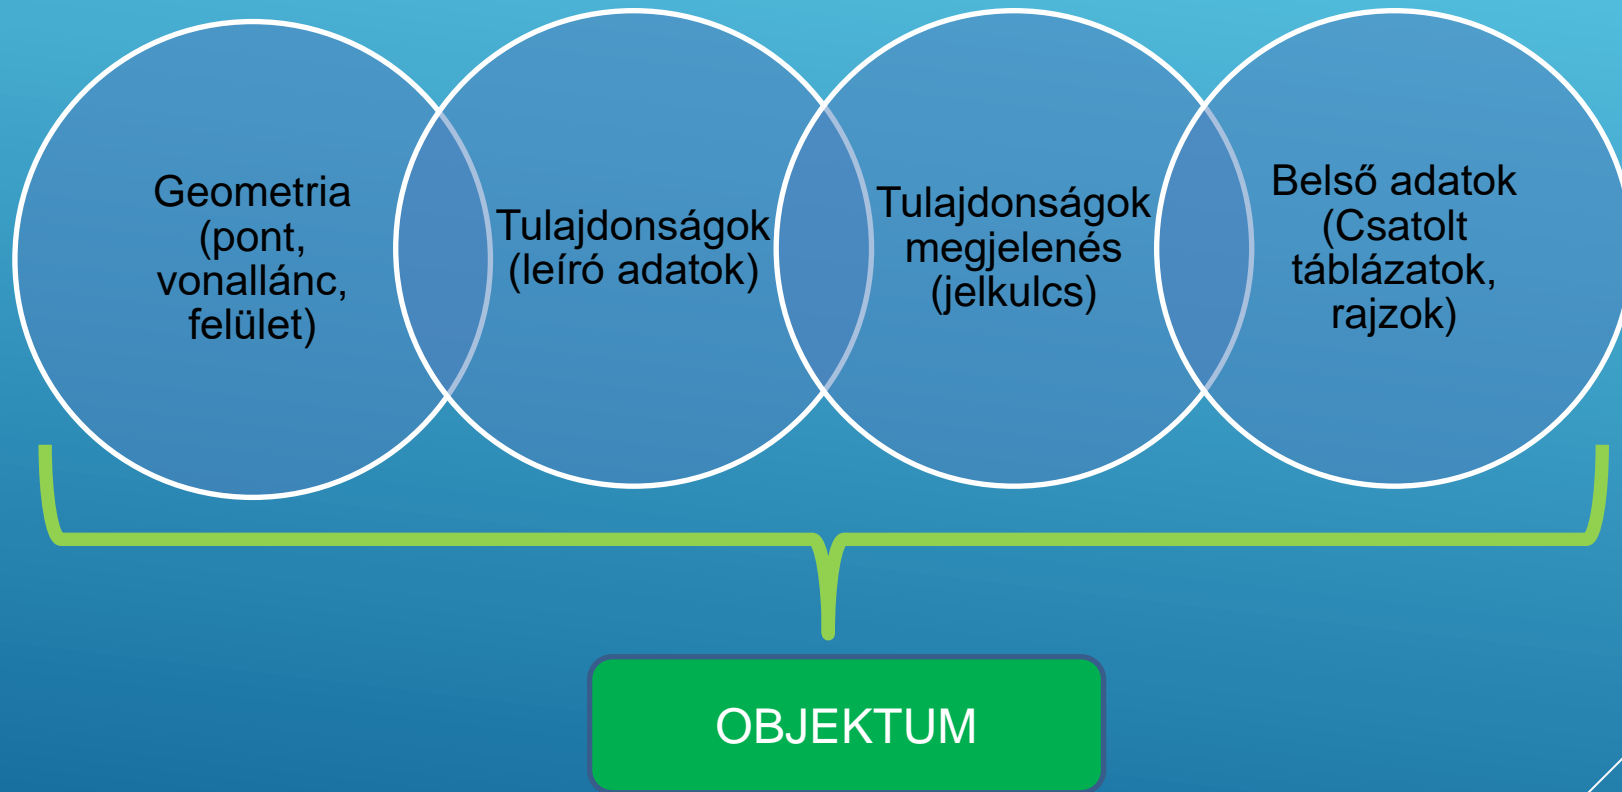 Geometria
(pont,
vonallánc,
felület)
Tulajdonságok
(leíró adatok)
Tulajdonságok
megjelenés
(jelkulcs)
Belső adatok
(Csatolt
táblázatok,
rajzok)
OBJEKTUM